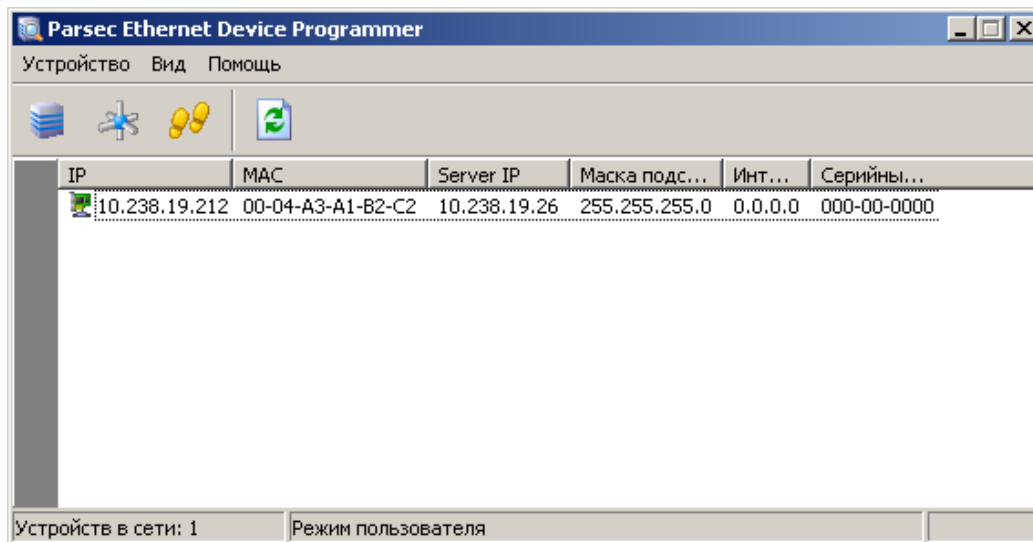 Parsec Ethernet Device Programmer
Устройство Вид Помощь
IP MAC Server IP Маска подс... Инт... Серийны...
10.238.19.212 00-04-A3-A1-B2-C2 10.238.19.26 255.255.255.0 0.0.0.0 000-00-0000
Устройств в сети: 1 Режим пользователя